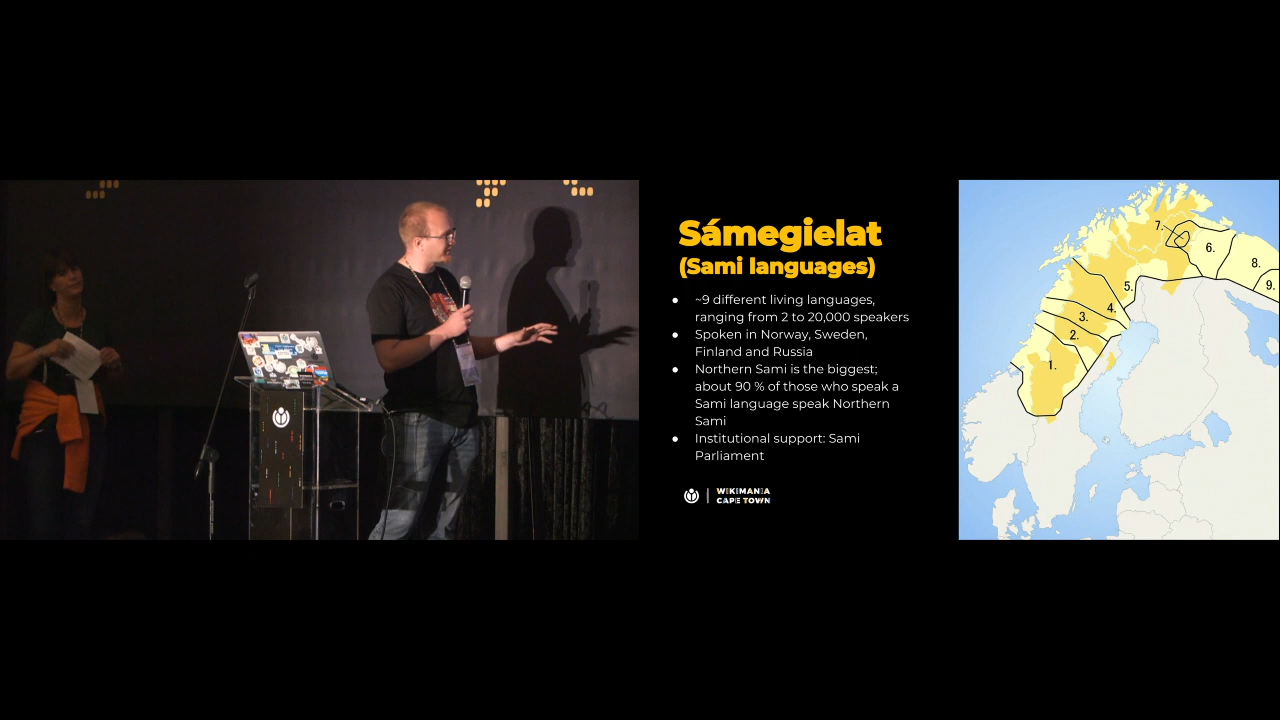 Sámegielat
(Sami languages)
● ~9 different living languages,
ranging from 2 to 20,000 speakers
● Spoken in Norway, Sweden,
Finland and Russia
● Northern Sami is the biggest;
about 90 % of those who speak a
Sami language speak Northern
Sami
● Institutional support: Sami
Parliament
WIKIMANIA
CAPE TOWN
7.
6.
8.
9.
5.
4.
3.
2.
1.